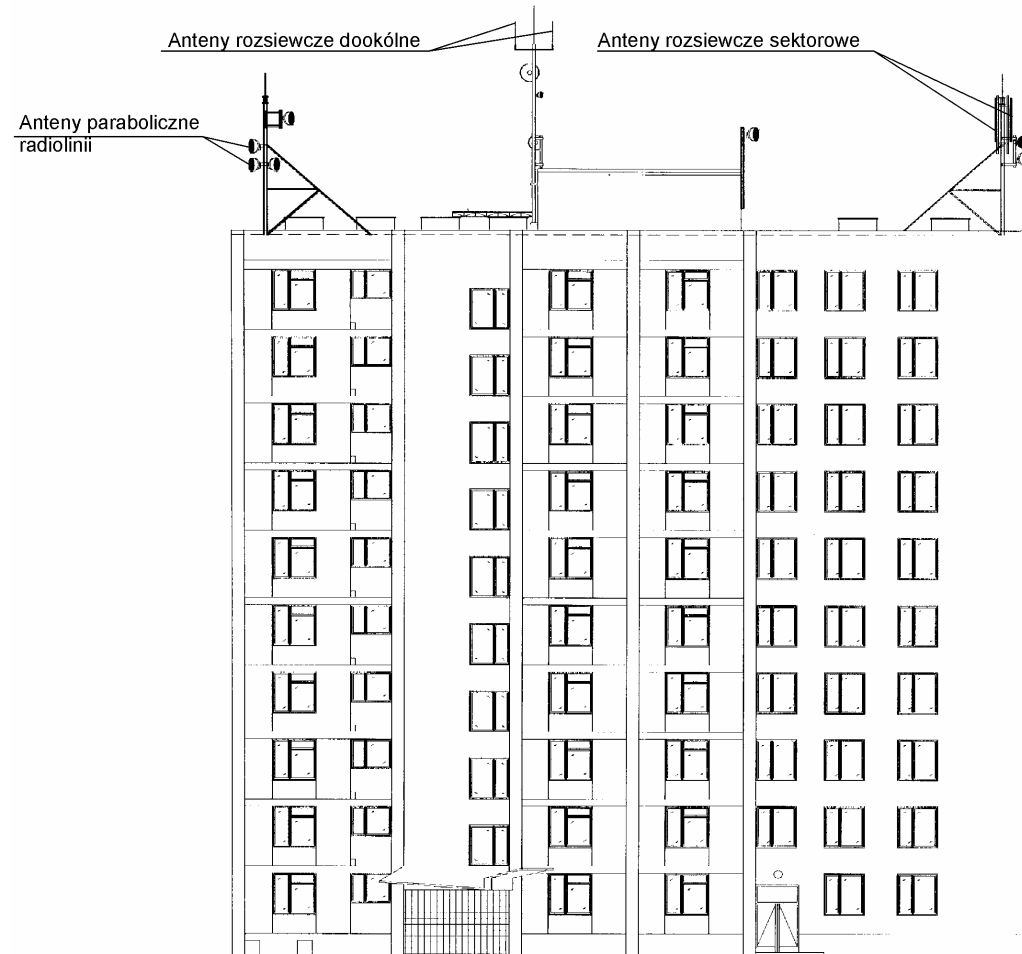 Anteny rozsiewcze dookólne
Anteny rozsiewcze sektorowe
Anteny paraboliczne
radiolinii